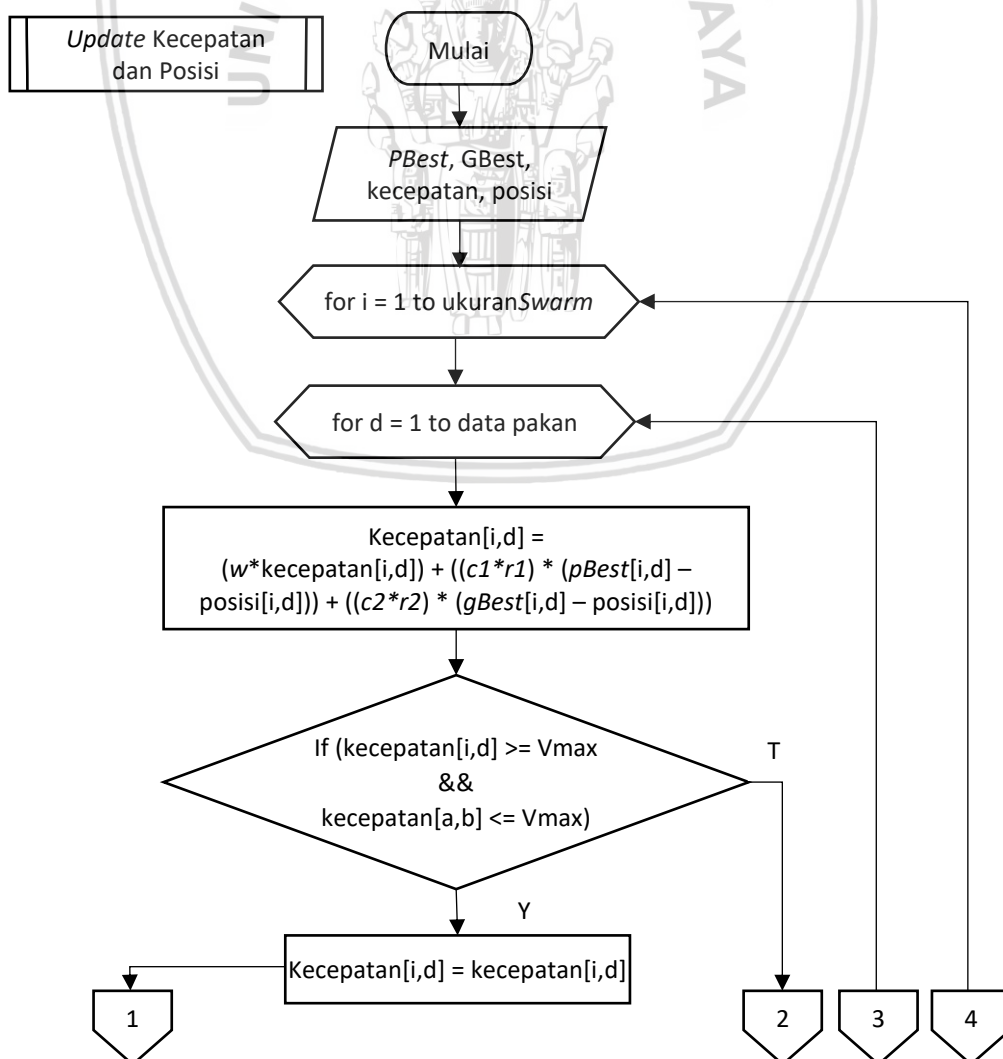 Update Kecepatan
dan Posisi
Mulai
PBest, GBest,
kecepatan, posisi
for i = 1 to ukuranSwarm
for d = 1 to data pakan
Kecepatan[i,d] =
(w*kecepatan[i,d]) + ((c1*r1) * (pBest[i,d] –
posisi[i,d])) + ((c2*r2) * (gBest[i,d] – posisi[i,d]))
If (kecepatan[i,d] >= Vmax
&&
kecepatan[a,b] <= Vmax)
T
Y
Kecepatan[i,d] = kecepatan[i,d]
1
2
3
4